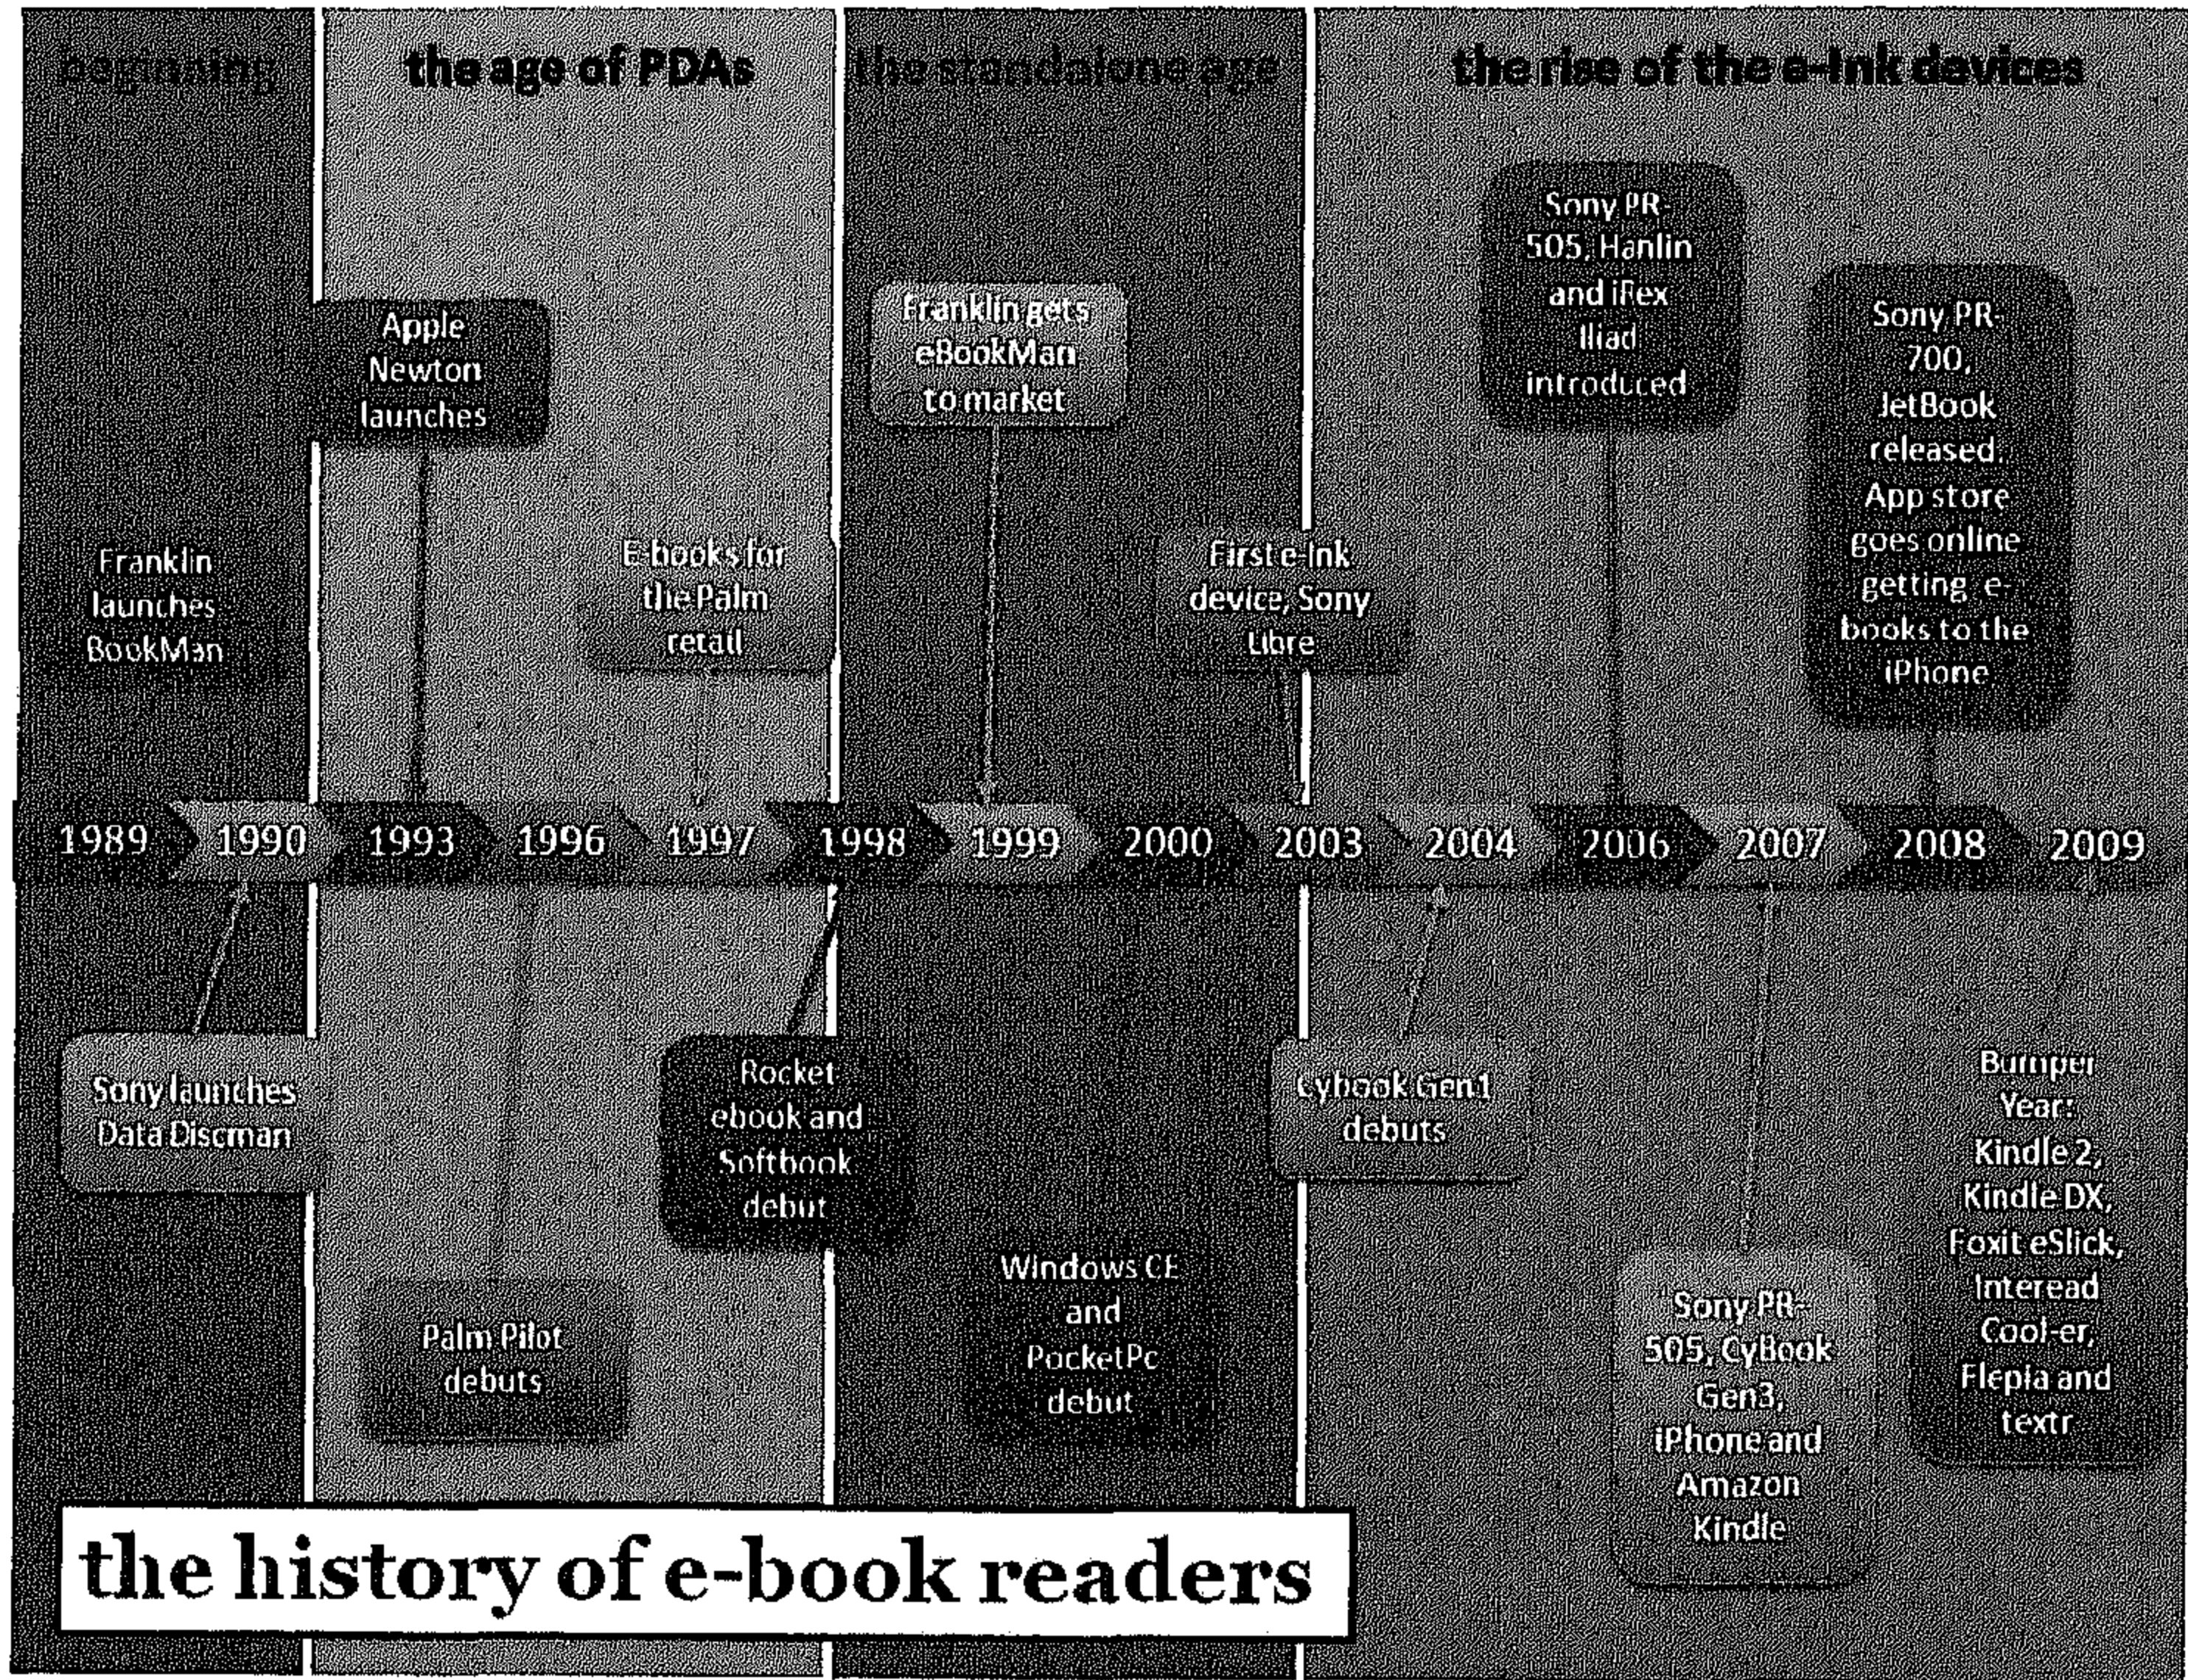 beginning
the age of PDAs
the standalone age
the rise of the e-Ink devices
Sony PR-
505, Hanlin
and iRex
Iliad
introduced
Sony PR-
700,
JetBook
released.
App store
goes online
getting e-
books to the
iPhone.
Apple
Newton
launches
Franklin gets
eBookMan
to market
Franklin
launches
BookMan
E-books for
the Palm
retail
First e-Ink
device, Sony
Libre
1989
1990
1993
1996
1997
1998
1999
2000
2003
2004
2006
2007
2008
2009
Sony launches
Data Discman
Rocket
ebook and
Softbook
debut
Cybook Gen1
debuts
Palm Pilot
debuts
Windows CE
and
PocketPc
debut
Sony PR-
505, CyBook
Gen3,
iPhone and
Amazon
Kindle
Bumper
Year:
Kindle 2,
Kindle DX,
Foxit eSlick,
Interead
Cool-er,
Flepia and
textr
the history of e-book readers